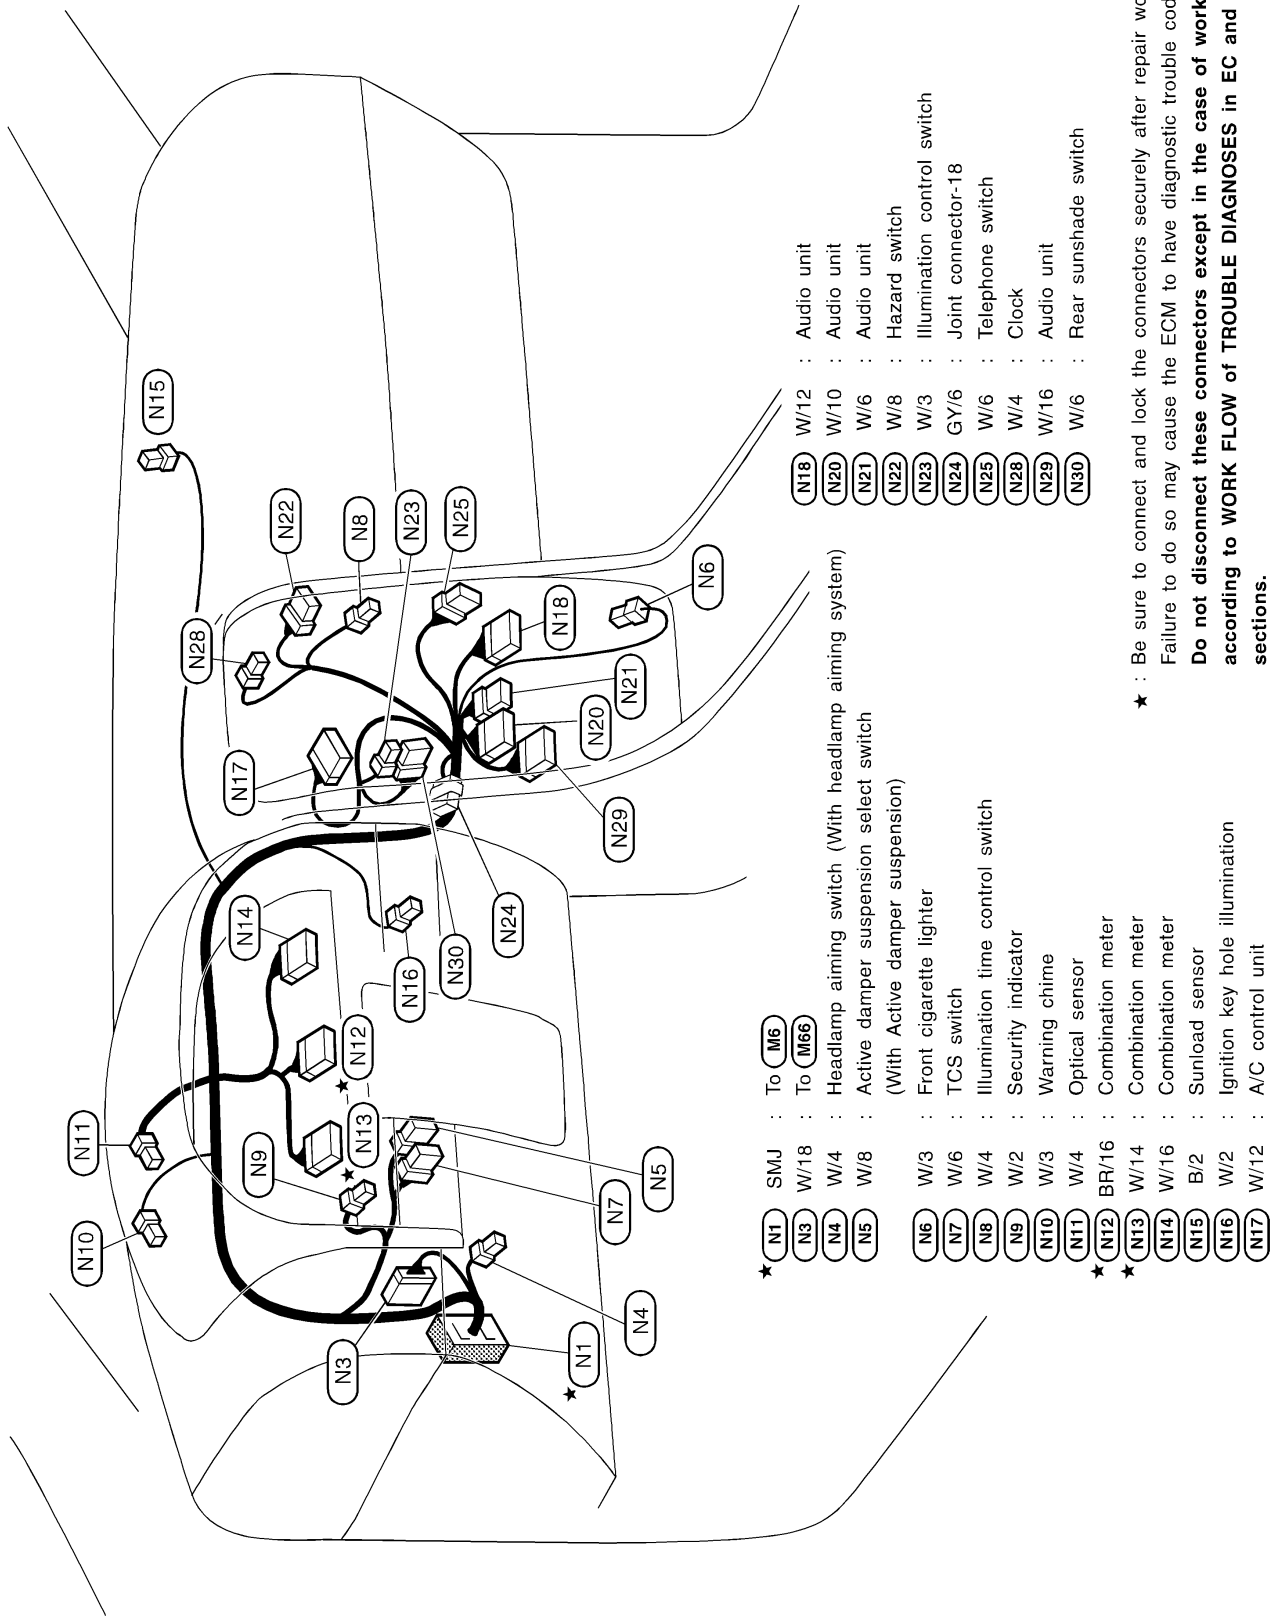 N15
N22
N8
N23
N25
N28
N6
N18
N17
N21
N20
N29
N14
N24
N30
N16
★ N12
N11
★ N13
N9
N5
N7
N10
N4
N3
★ N1
★ N1 SMJ : To M6
N3 W/18 : To M66
N4 W/4 : Headlamp aiming switch (With headlamp aiming system)
N5 W/8 : Active damper suspension select switch
(With Active damper suspension)
N6 W/3 : Front cigarette lighter
N7 W/6 : TCS switch
N8 W/4 : Illumination time control switch
N9 W/2 : Security indicator
N10 W/3 : Warning chime
N11 W/4 : Optical sensor
★ N12 BR/16 : Combination meter
★ N13 W/14 : Combination meter
N14 W/16 : Combination meter
N15 B/2 : Sunload sensor
N16 W/2 : Ignition key hole illumination
N17 W/12 : A/C control unit
N18 W/12 : Audio unit
N20 W/10 : Audio unit
N21 W/6 : Audio unit
N22 W/8 : Hazard switch
N23 W/3 : Illumination control switch
N24 GY/6 : Joint connector-18
N25 W/6 : Telephone switch
N28 W/4 : Clock
N29 W/16 : Audio unit
N30 W/6 : Rear sunshade switch
★ : Be sure to connect and lock the connectors securely after repair
Failure to do so may cause the ECM to have diagnostic trouble
Do not disconnect these connectors except in the case of work
according to WORK FLOW of TROUBLE DIAGNOSES in EC and
sections.